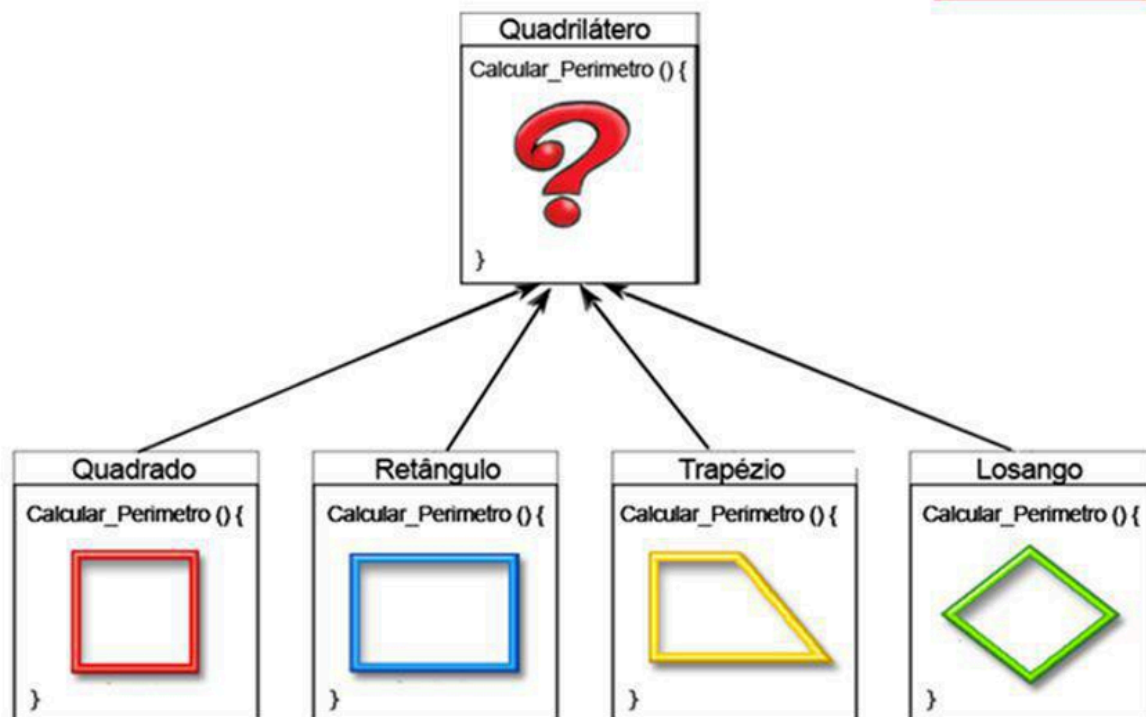 Quadrilátero
Calcular_Perimetro () {
?
}
Quadrado
Calcular_Perimetro () {
}
Retângulo
Calcular_Perimetro () {
}
Trapézio
Calcular_Perimetro () {
}
Losango
Calcular_Perimetro () {
}